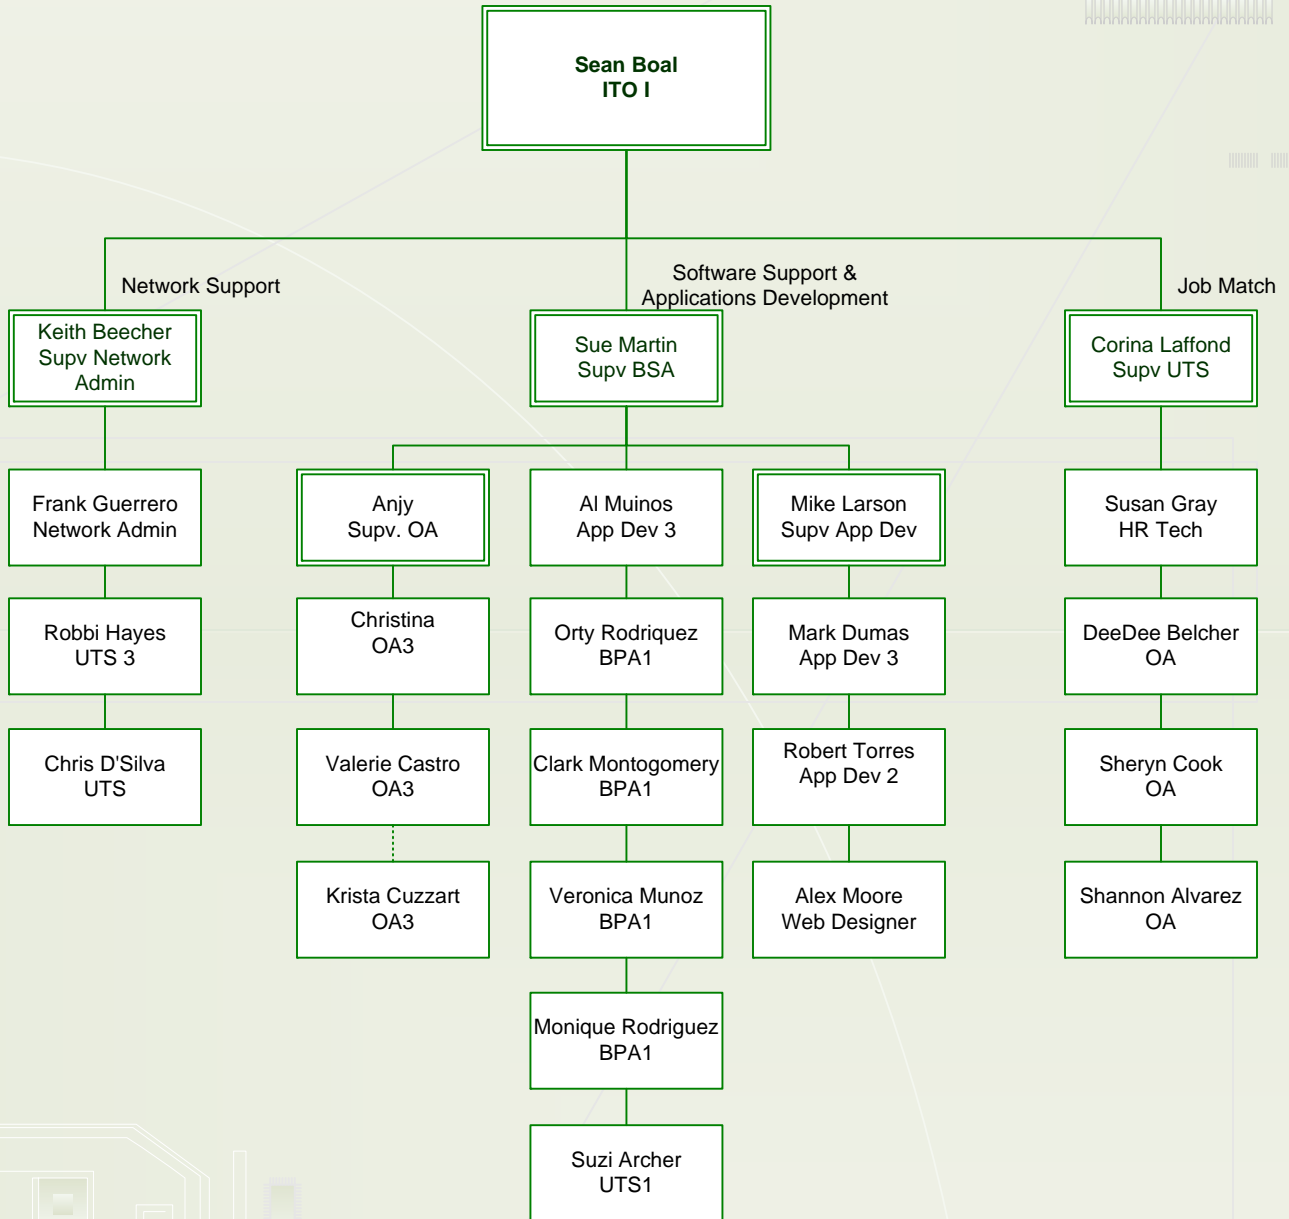 Sean Boal
ITO I
Network Support
Software Support &
Applications Development
Job Match
Keith Beecher
Supv Network
Admin
Sue Martin
Supv BSA
Corina Laffond
Supv UTS
Frank Guerrero
Network Admin
Anjy
Supv. OA
Al Muinos
App Dev 3
Mike Larson
Supv App Dev
Susan Gray
HR Tech
Robbi Hayes
UTS 3
Christina
OA3
Orty Rodriquez
BPA1
Mark Dumas
App Dev 3
DeeDee Belcher
OA
Chris D'Silva
UTS
Valerie Castro
OA3
Clark Montogomery
BPA1
Robert Torres
App Dev 2
Sheryn Cook
OA
Krista Cuzzart
OA3
Veronica Munoz
BPA1
Alex Moore
Web Designer
Shannon Alvarez
OA
Monique Rodriguez
BPA1
Suzi Archer
UTS1